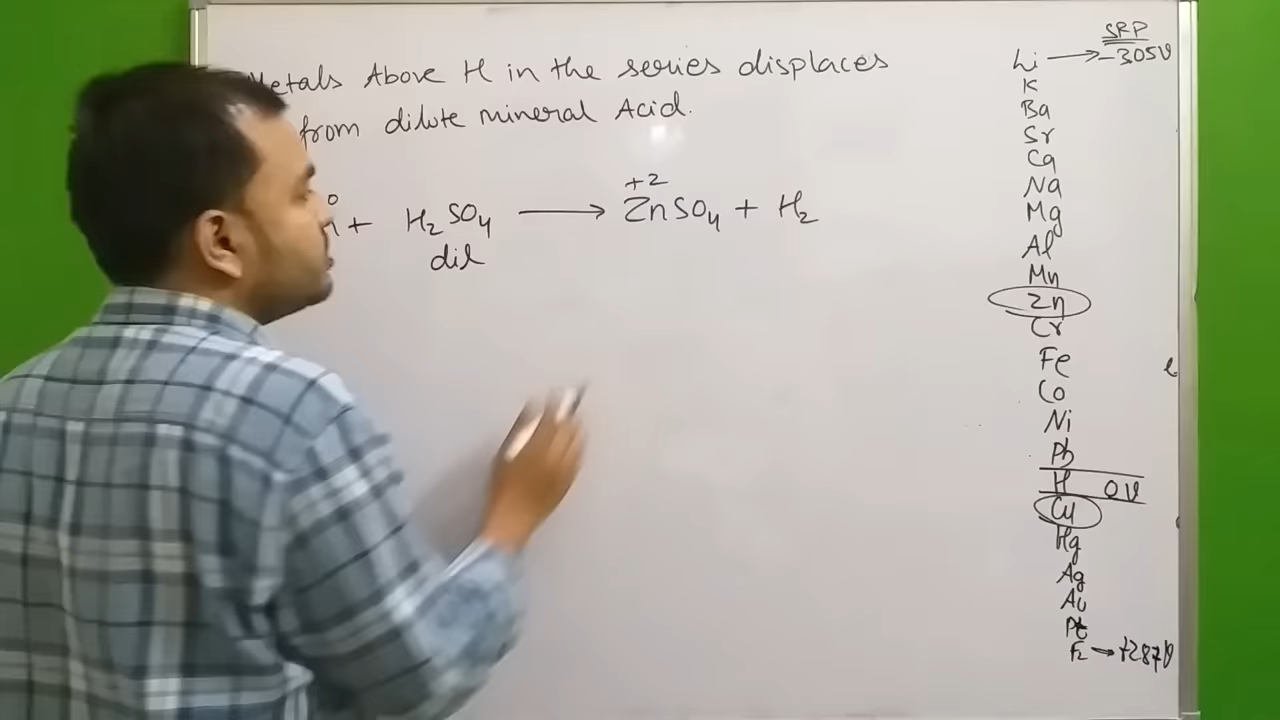 Metals Above H in the series displaces
from dilute mineral Acid.
0 +2
+ H2SO4 ⟶ ZnSO4 + H2
dil
SRP
Li ⟶ -3.05V
K
Ba
Sr
Ca
Na
Mg
Al
Mn
Zn
Cr
Fe
Co
Ni
Pb
H 0V
Cu
Hg
Ag
Au
Pt
F2 → +2.87V